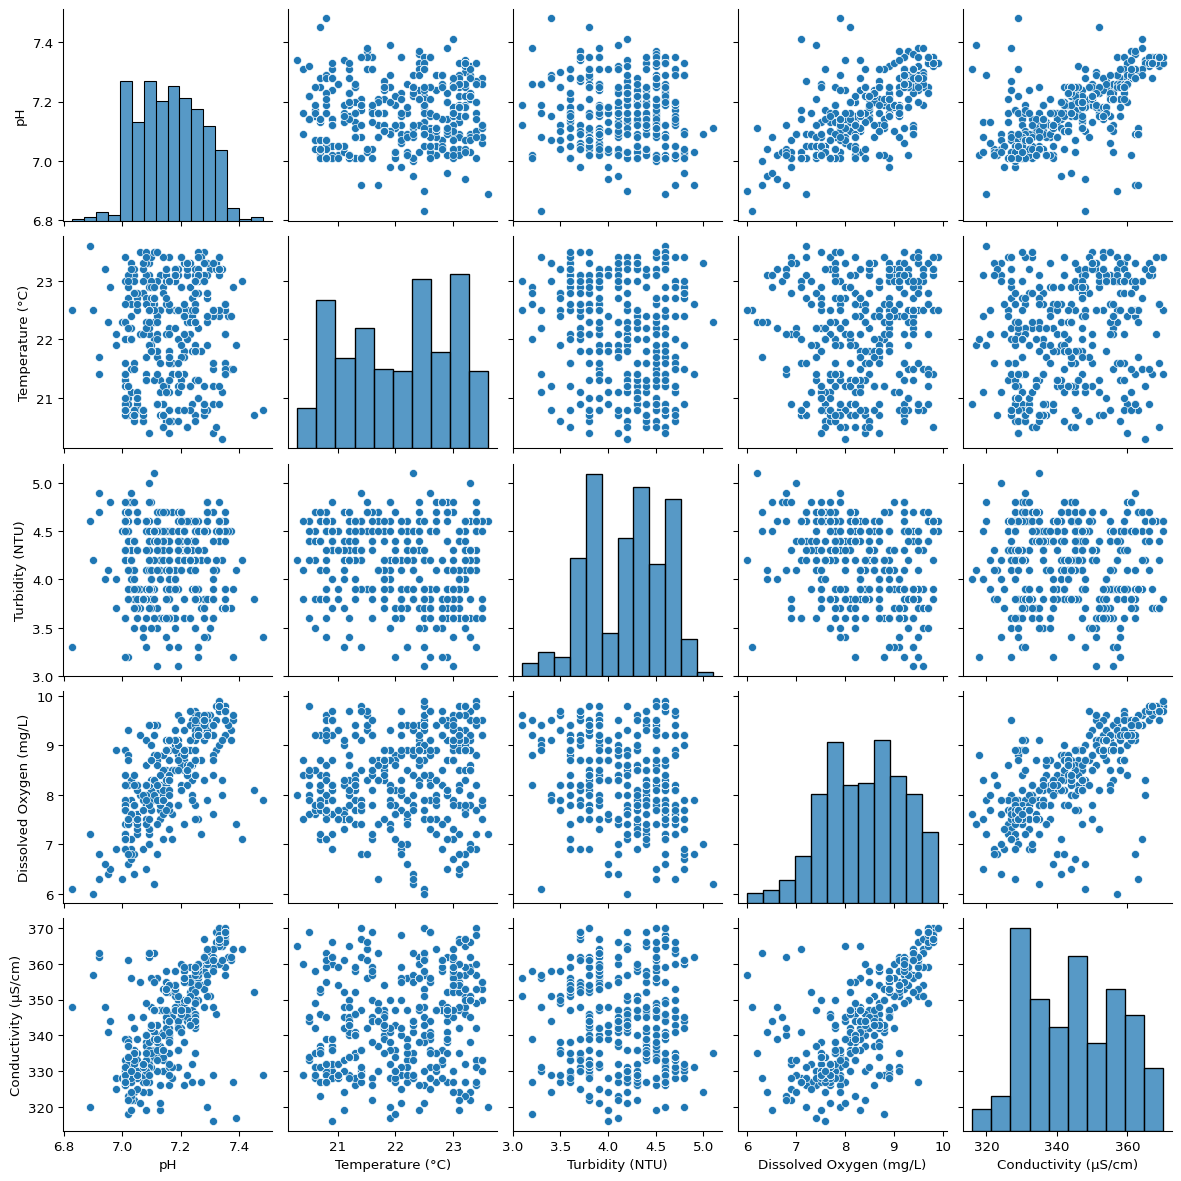 7.4
7.2
7.0
6.8
pH
23
22
21
Temperature (°C)
5.0
4.5
4.0
3.5
3.0
Turbidity (NTU)
10
9
8
7
6
Dissolved Oxygen (mg/L)
370
360
350
340
330
320
Conductivity (µS/cm)
6.8 7.0 7.2 7.4
pH
21 22 23
Temperature (°C)
3.0 3.5 4.0 4.5 5.0
Turbidity (NTU)
6 7 8 9 10
Dissolved Oxygen (mg/L)
320 340 360
Conductivity (µS/cm)